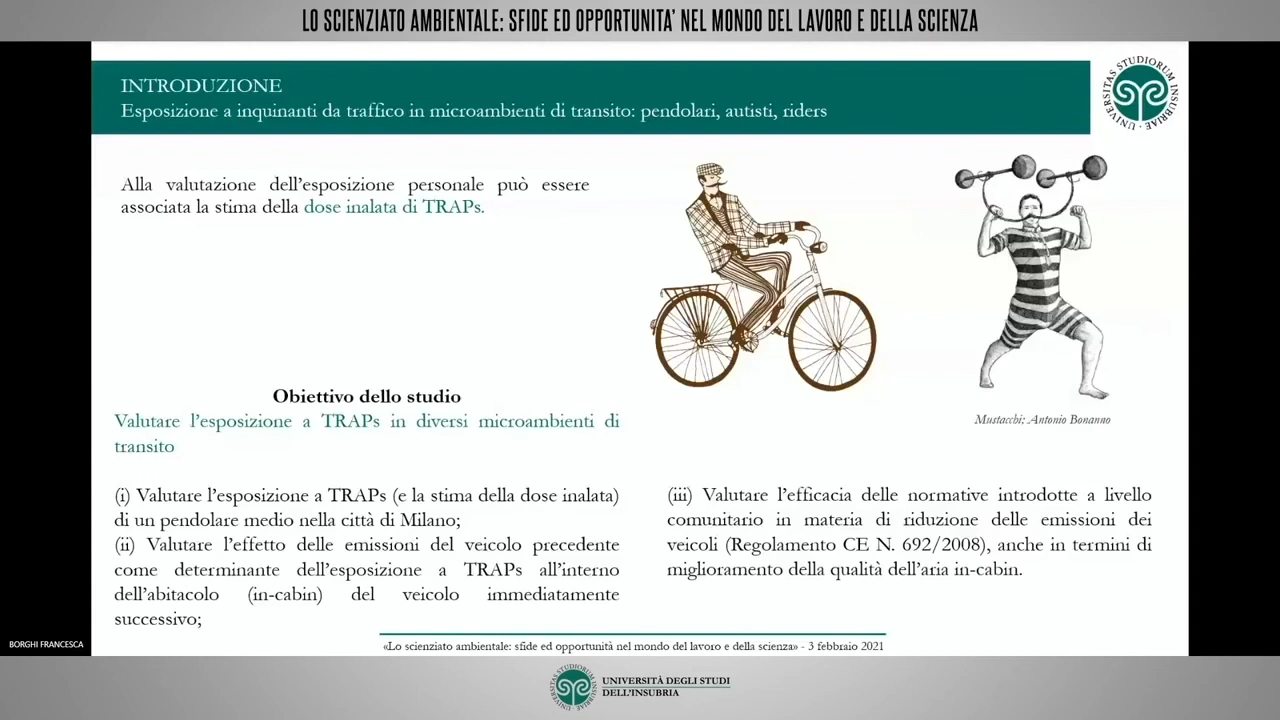 LO SCIENZIATO AMBIENTALE: SFIDE ED OPPORTUNITA' NEL MONDO DEL LAVORO E DELLA SCIENZA
INTRODUZIONE
Esposizione a inquinanti da traffico in microambienti di transito: pendolari, autisti, riders
UNIVERSITAS STUDIORUM INSUBRIAE
Alla valutazione dell'esposizione personale può essere
associata la stima della dose inalata di TRAPs.
Mustacchi; Antonio Bonanno
Obiettivo dello studio
Valutare l'esposizione a TRAPs in diversi microambienti di
transito
(i) Valutare l'esposizione a TRAPs (e la stima della dose inalata)
di un pendolare medio nella città di Milano;
(ii) Valutare l'effetto delle emissioni del veicolo precedente
come determinante dell'esposizione a TRAPs all'interno
dell'abitacolo (in-cabin) del veicolo immediatamente
successivo;
(iii) Valutare l'efficacia delle normative introdotte a livello
comunitario in materia di riduzione delle emissioni dei
veicoli (Regolamento CE N. 692/2008), anche in termini di
miglioramento della qualità dell'aria in-cabin.
BORGHI FRANCESCA
«Lo scienziato ambientale: sfide ed opportunità nel mondo del lavoro e della scienza» - 3 febbraio 2021
UNIVERSITAS STUDIORUM INSUBRIAE
UNIVERSITÀ DEGLI STUDI
DELL'INSUBRIA